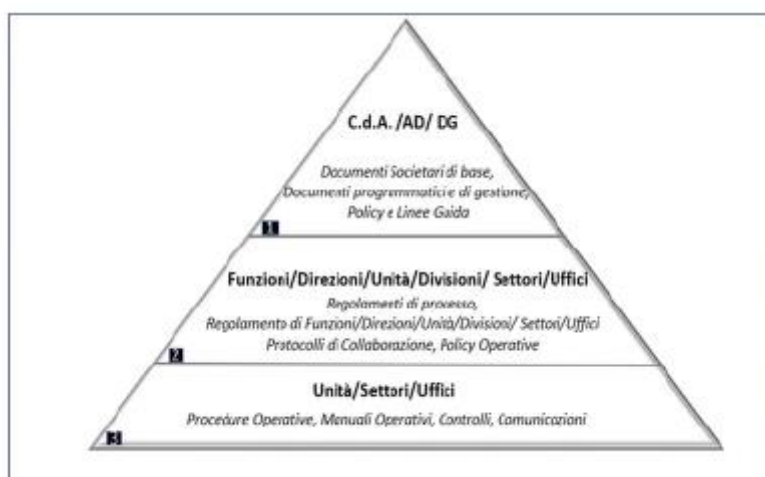 C.d.A. /AD/ DG
Documenti Societari di base,
Documenti programmatici e di gestione,
Policy e Linee Guida
1
Funzioni/Direzioni/Unità/Divisioni/ Settori/Uffici
Regolamenti di processo,
Regolamento di Funzioni/Direzioni/Unità/Divisioni/ Settori/Uffici
Protocolli di Collaborazione, Policy Operative
2
Unità/Settori/Uffici
Procedure Operative, Manuali Operativi, Controlli, Comunicazioni
3